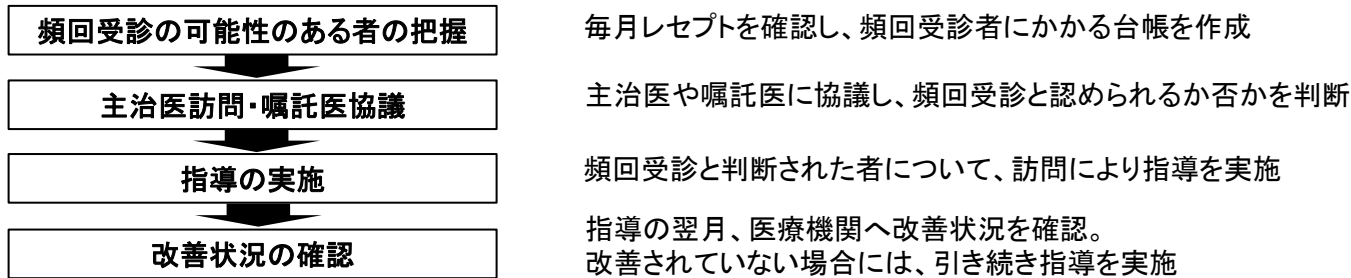 頻回受診の可能性のある者の把握
毎月レセプトを確認し、頻回受診者にかかる台帳を作成
主治医訪問・嘱託医協議
主治医や嘱託医に協議し、頻回受診と認められるか否かを判断
指導の実施
頻回受診と判断された者について、訪問により指導を実施
改善状況の確認
指導の翌月、医療機関へ改善状況を確認。
改善されていない場合には、引き続き指導を実施